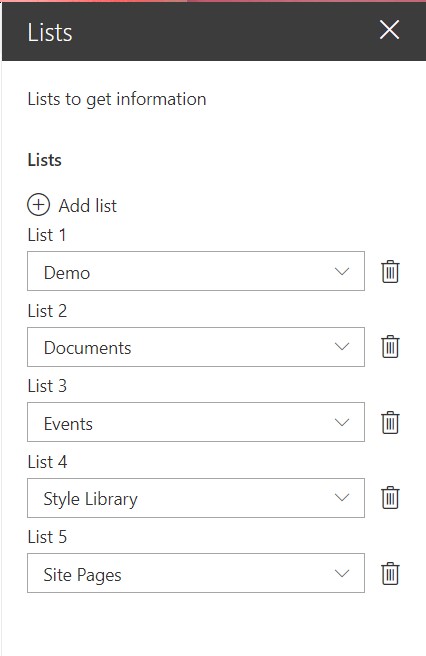 Lists
Lists to get information
Lists
Add list
List 1
Demo
List 2
Documents
List 3
Events
List 4
Style Library
List 5
Site Pages